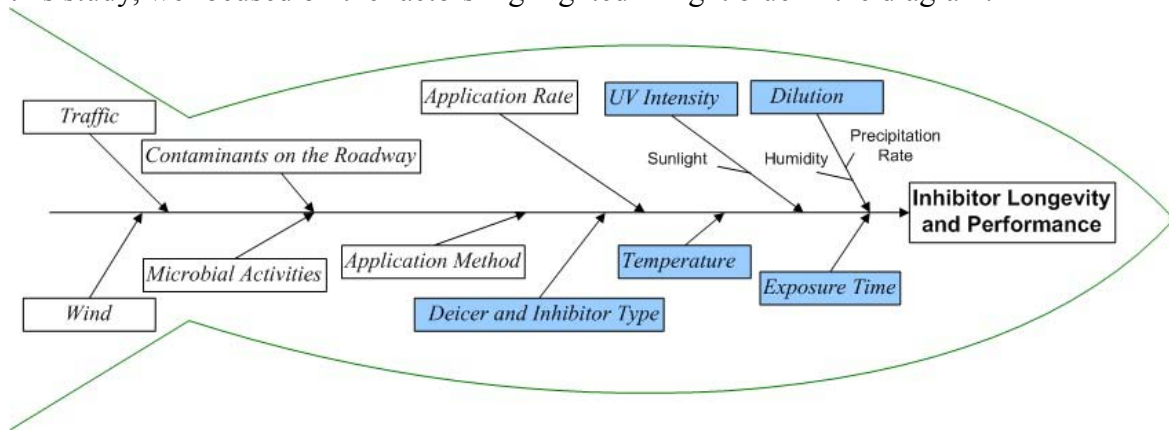 Application Rate
UV Intensity
Dilution
Traffic
Contaminants on the Roadway
Sunlight
Humidity
Precipitation
Rate
Inhibitor Longevity
and Performance
Microbial Activities
Application Method
Temperature
Exposure Time
Wind
Deicer and Inhibitor Type